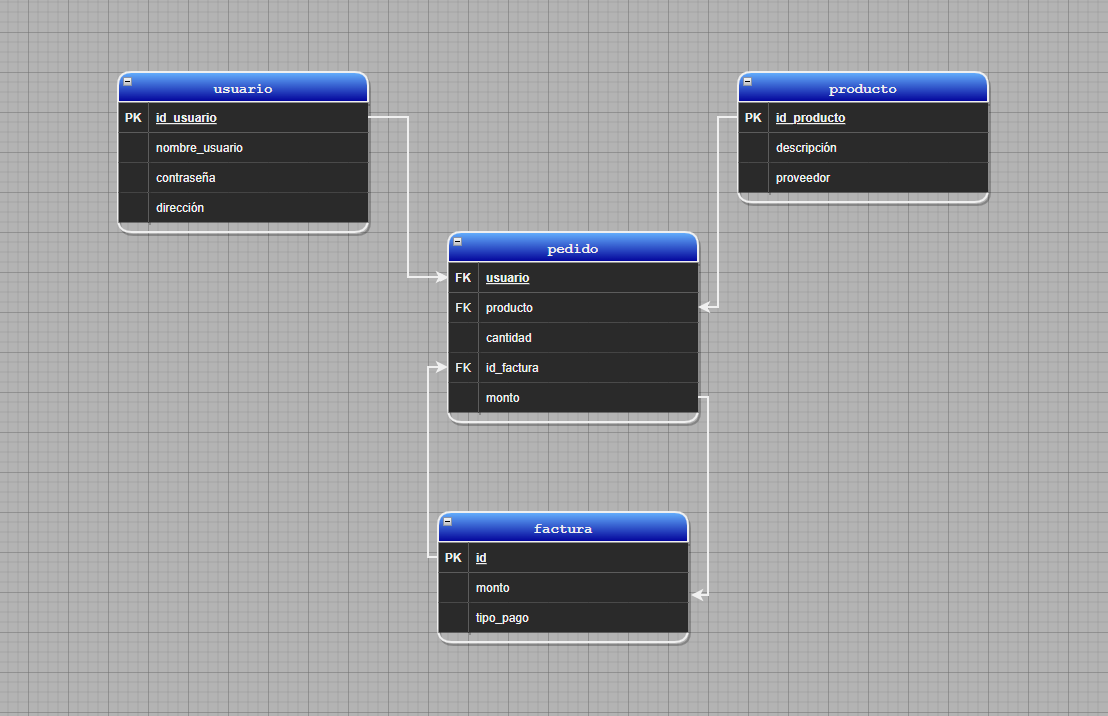 usuario
PK id_usuario
nombre_usuario
contraseña
dirección
producto
PK id_producto
descripción
proveedor
pedido
FK usuario
FK producto
cantidad
FK id_factura
monto
factura
PK id
monto
tipo_pago